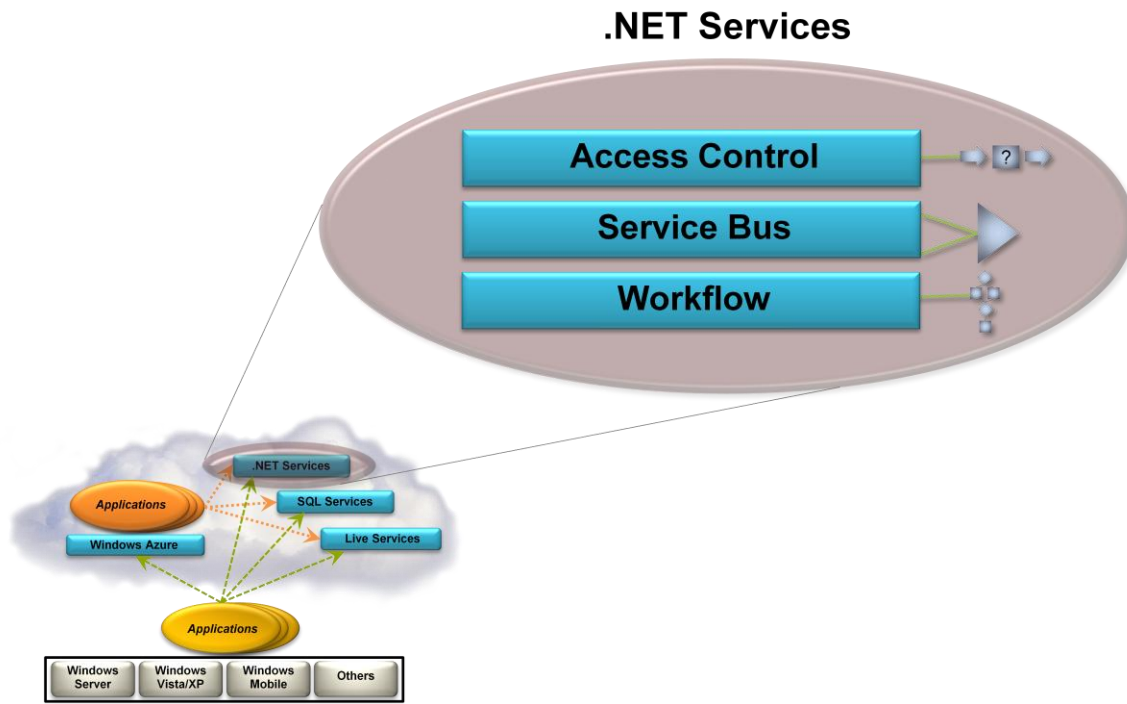 .NET Services
Access Control
?
Service Bus
Workflow
.NET Services
Applications
SQL Services
Windows Azure
Live Services
Applications
Windows
Server
Windows
Vista/XP
Windows
Mobile
Others